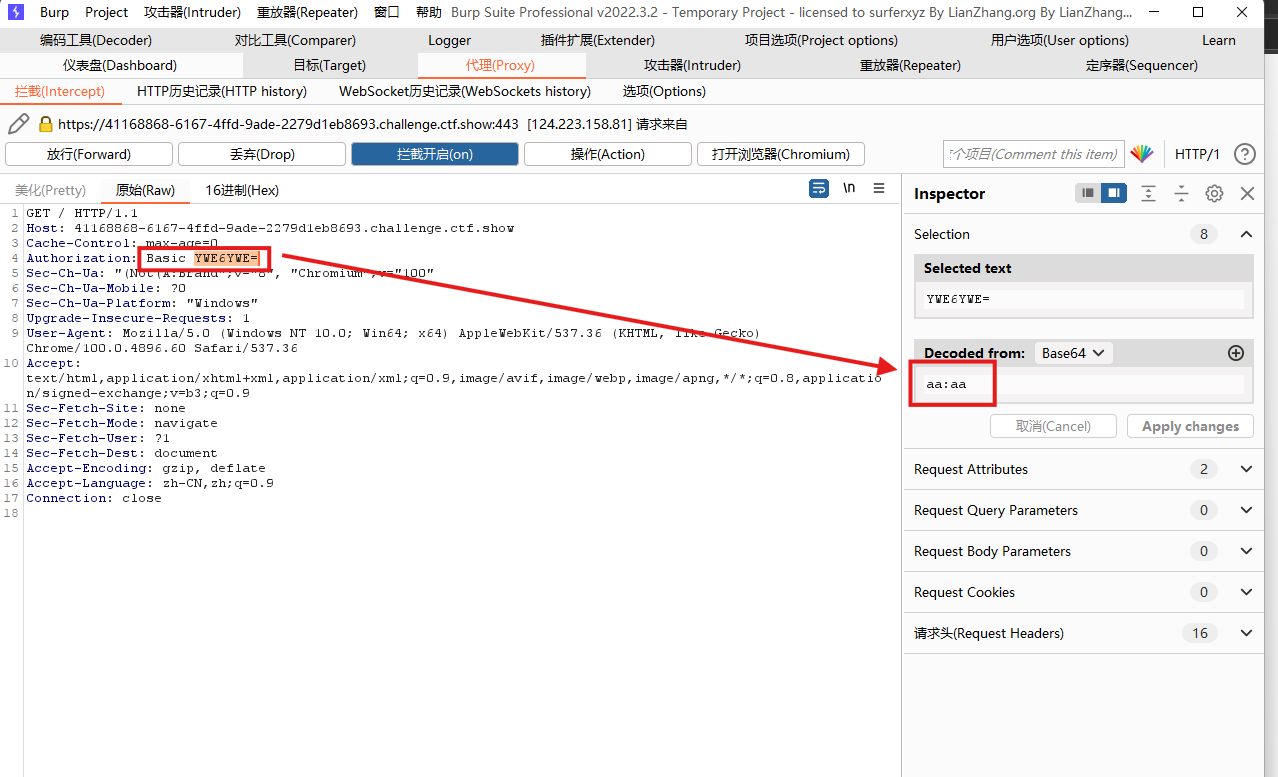 Burp Project 攻击器(Intruder) 重放器(Repeater) 窗口 帮助 Burp Suite Professional v2022.3.2 - Temporary Project - licensed to surferxyz By LianZhang.org By LianZhang...
编码工具(Decoder) 对比工具(Comparer) Logger 插件扩展(Extender) 项目选项(Project options) 用户选项(User options) Learn
仪表盘(Dashboard) 目标(Target) 代理(Proxy) 攻击器(Intruder) 重放器(Repeater) 定序器(Sequencer)
拦截(Intercept) HTTP历史记录(HTTP history) WebSocket历史记录(WebSockets history) 选项(Options)
https://41168868-6167-4ffd-9ade-2279d1eb8693.challenge.ctf.show:443 [124.223.158.81] 请求来自
放行(Forward) 丢弃(Drop) 拦截开启(on) 操作(Action) 打开浏览器(Chromium) 个项目(Comment this item) HTTP/1 ?
美化(Pretty) 原始(Raw) 16进制(Hex) \n
1 GET / HTTP/1.1
2 Host: 41168868-6167-4ffd-9ade-2279d1eb8693.challenge.ctf.show
3 Cache-Control: max-age=0
4 Authorization: Basic YWE6YWE=
5 Sec-Ch-Ua: "(Not(A:Brand";v="8", "Chromium";v="100"
6 Sec-Ch-Ua-Mobile: ?0
7 Sec-Ch-Ua-Platform: "Windows"
8 Upgrade-Insecure-Requests: 1
9 User-Agent: Mozilla/5.0 (Windows NT 10.0; Win64; x64) AppleWebKit/537.36 (KHTML, like Gecko)
Chrome/100.0.4896.60 Safari/537.36
10 Accept:
text/html,application/xhtml+xml,application/xml;q=0.9,image/avif,image/webp,image/apng,*/*;q=0.8,applicatio
n/signed-exchange;v=b3;q=0.9
11 Sec-Fetch-Site: none
12 Sec-Fetch-Mode: navigate
13 Sec-Fetch-User: ?1
14 Sec-Fetch-Dest: document
15 Accept-Encoding: gzip, deflate
16 Accept-Language: zh-CN,zh;q=0.9
17 Connection: close
18
Inspector
Selection 8
Selected text
YWE6YWE=
Decoded from: Base64
aa:aa
取消(Cancel) Apply changes
Request Attributes 2
Request Query Parameters 0
Request Body Parameters 0
Request Cookies 0
请求头(Request Headers) 16